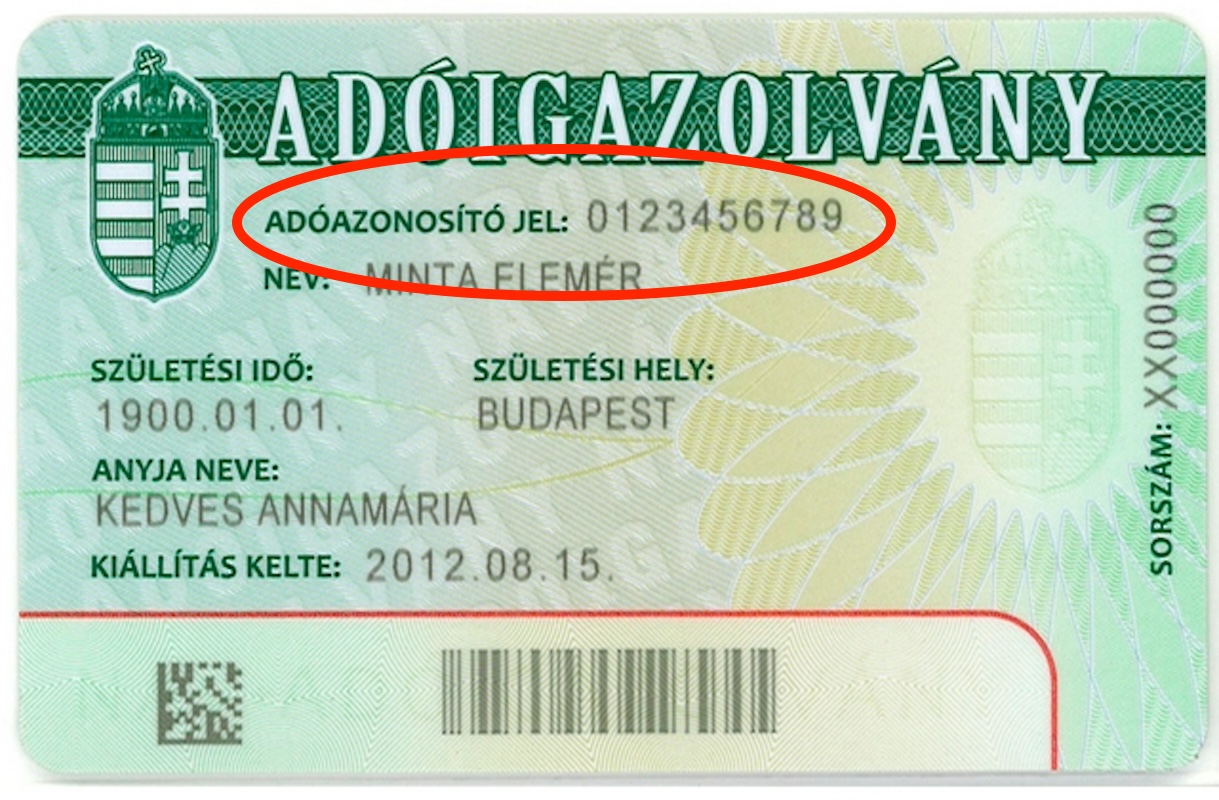 ADÓIGAZOLVÁNY
ADÓAZONOSÍTÓ JEL: 0123456789
NÉV: MINTA ELEMÉR
SZÜLETÉSI IDŐ: SZÜLETÉSI HELY:
1900.01.01. BUDAPEST
ANYJA NEVE:
KEDVES ANNAMÁRIA
KIÁLLÍTÁS KELTE: 2012.08.15.
SORSZÁM: XX0000000